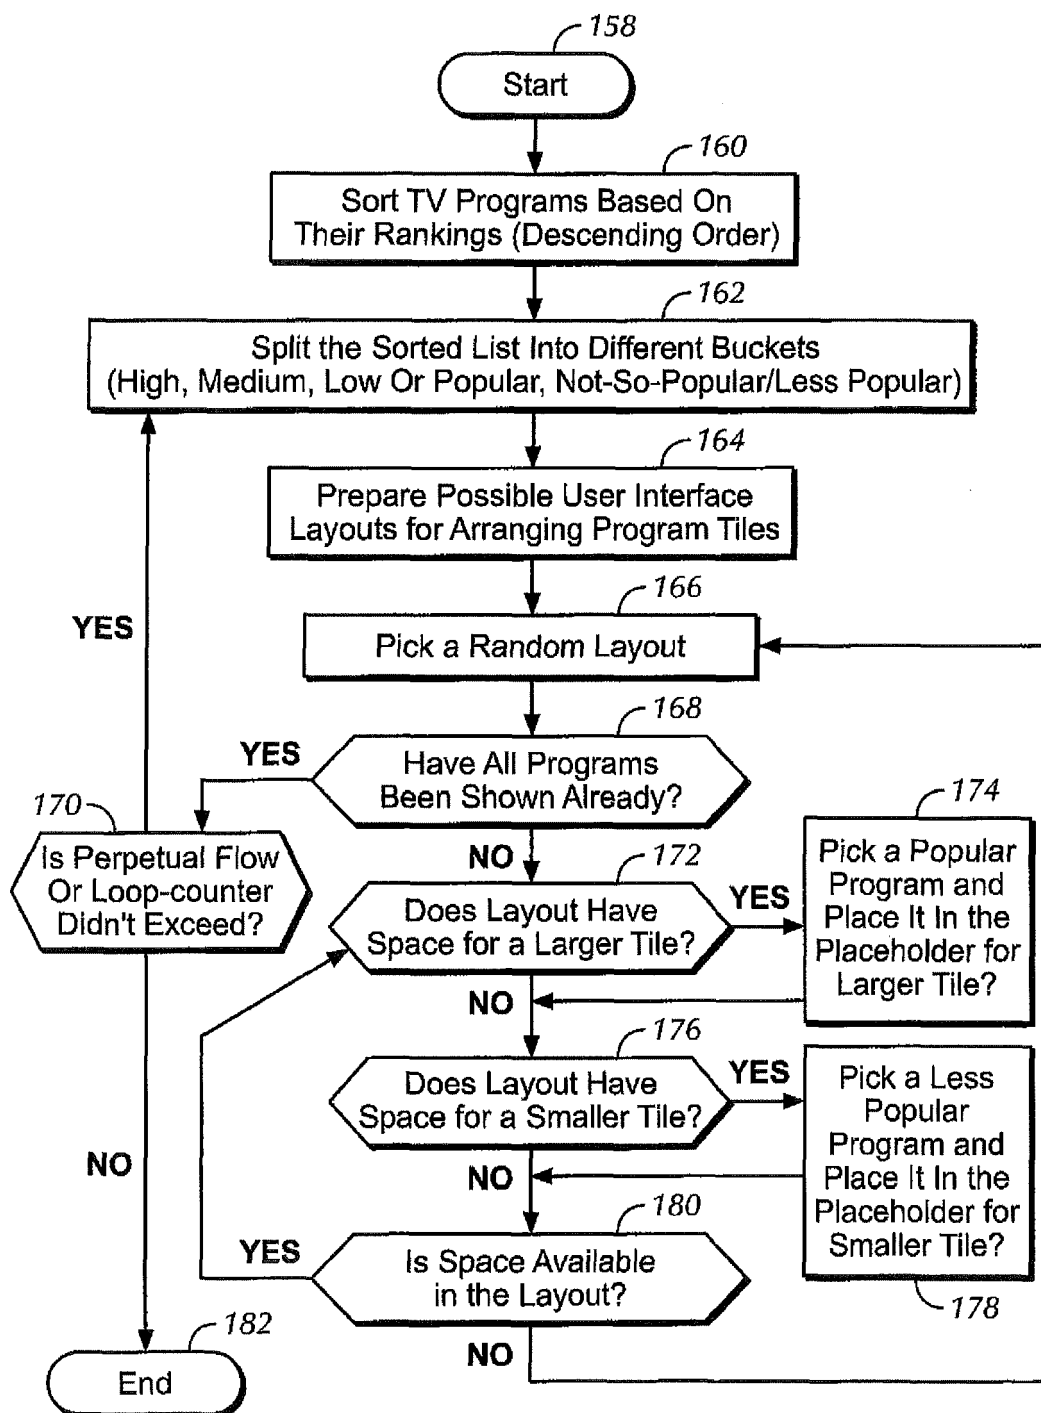 158
Start
160
Sort TV Programs Based On
Their Rankings (Descending Order)
162
Split the Sorted List Into Different Buckets
(High, Medium, Low Or Popular, Not-So-Popular/Less Popular)
164
Prepare Possible User Interface
Layouts for Arranging Program Tiles
166
Pick a Random Layout
YES
168
Have All Programs
Been Shown Already?
YES
170
Is Perpetual Flow
Or Loop-counter
Didn't Exceed?
NO
172
Does Layout Have
Space for a Larger Tile?
YES
174
Pick a Popular
Program and
Place It In the
Placeholder for
Larger Tile?
NO
176
Does Layout Have
Space for a Smaller Tile?
YES
Pick a Less
Popular
Program and
Place It In the
Placeholder for
Smaller Tile?
178
NO
NO
180
Is Space Available
in the Layout?
YES
NO
182
End